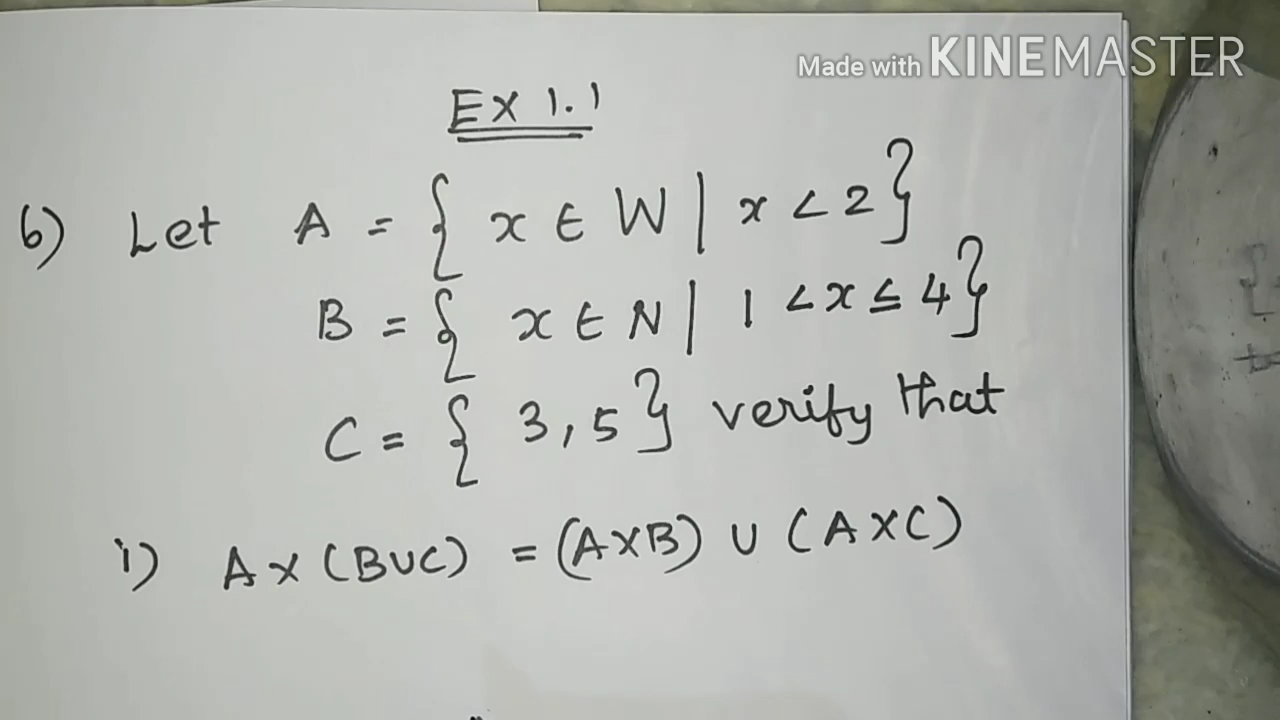 Made with KINEMASTER
Ex 1.1
6) Let A = { x ∈ W | x < 2}
B = { x ∈ N | 1 < x ≤ 4}
C = { 3, 5} verify that
i) A × (B∪C) = (A×B) ∪ (A×C)